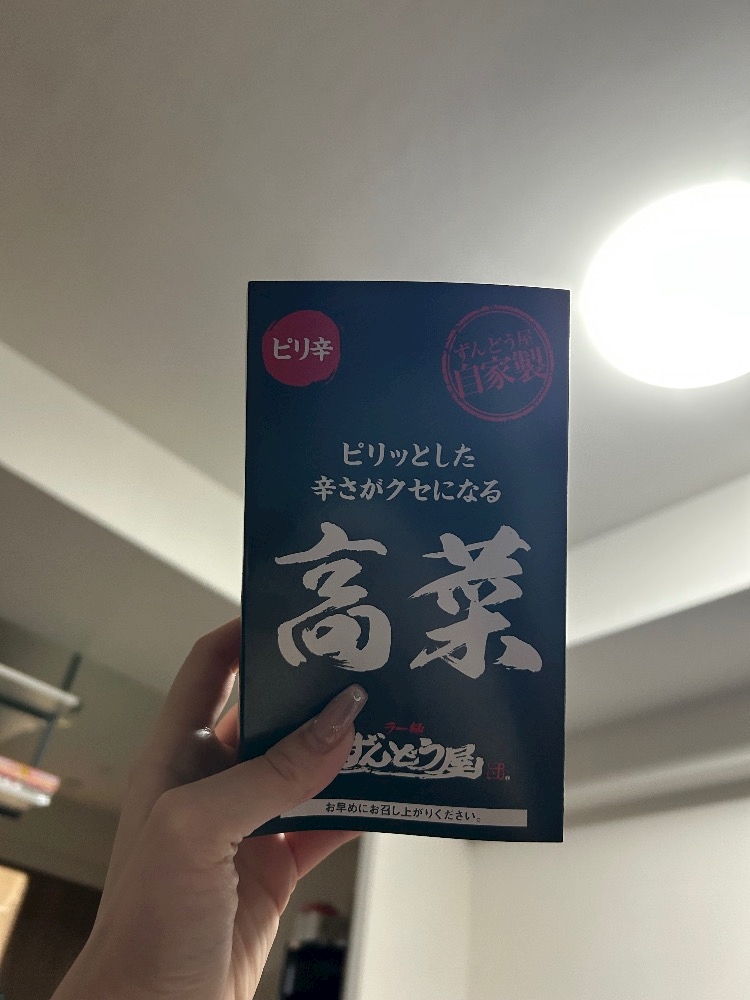 ピリ辛
ずんどう屋
自家製
ピリッとした
辛さがクセになる
高菜
ラー麺
ずんどう屋
お早めにお召し上がりください。